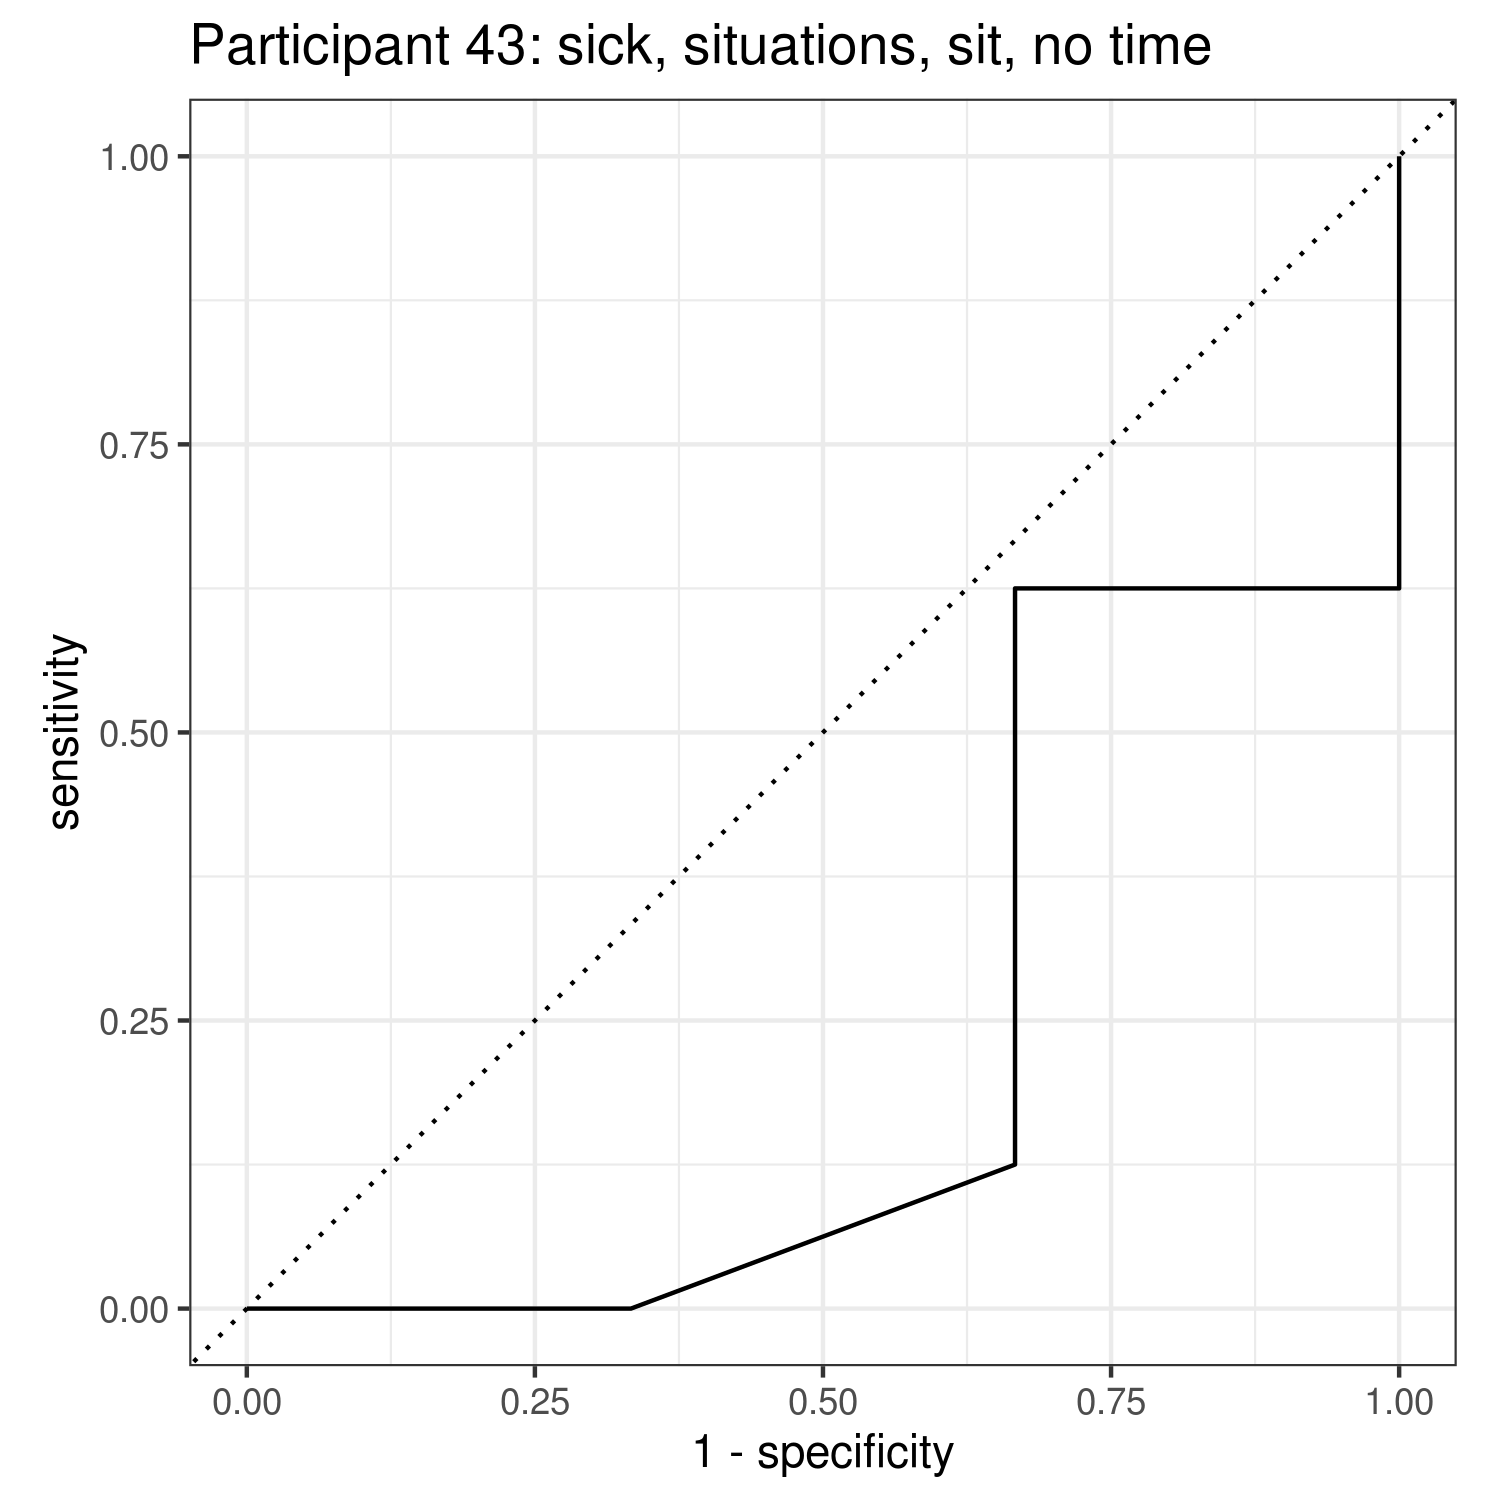 Participant 43: sick, situations, sit, no time
1.00
0.75
0.50
0.25
0.00
sensitivity
0.00 0.25 0.50 0.75 1.00
1 - specificity